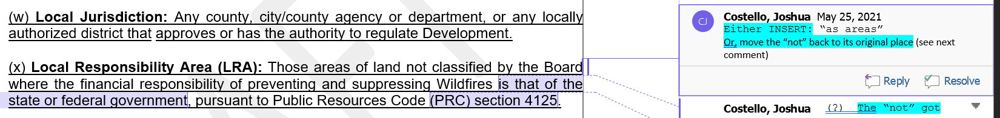 (w) Local Jurisdiction: Any county, city/county agency or department, or any locally
authorized district that approves or has the authority to regulate Development.
(x) Local Responsibility Area (LRA): Those areas of land not classified by the Board
where the financial responsibility of preventing and suppressing Wildfires is that of the
state or federal government, pursuant to Public Resources Code (PRC) section 4125.
CJ
Costello, Joshua May 25, 2021
Either INSERT: “as areas”
Or, move the “not” back to its original place (see next
comment)
Reply Resolve
Costello, Joshua (?) The “not” got